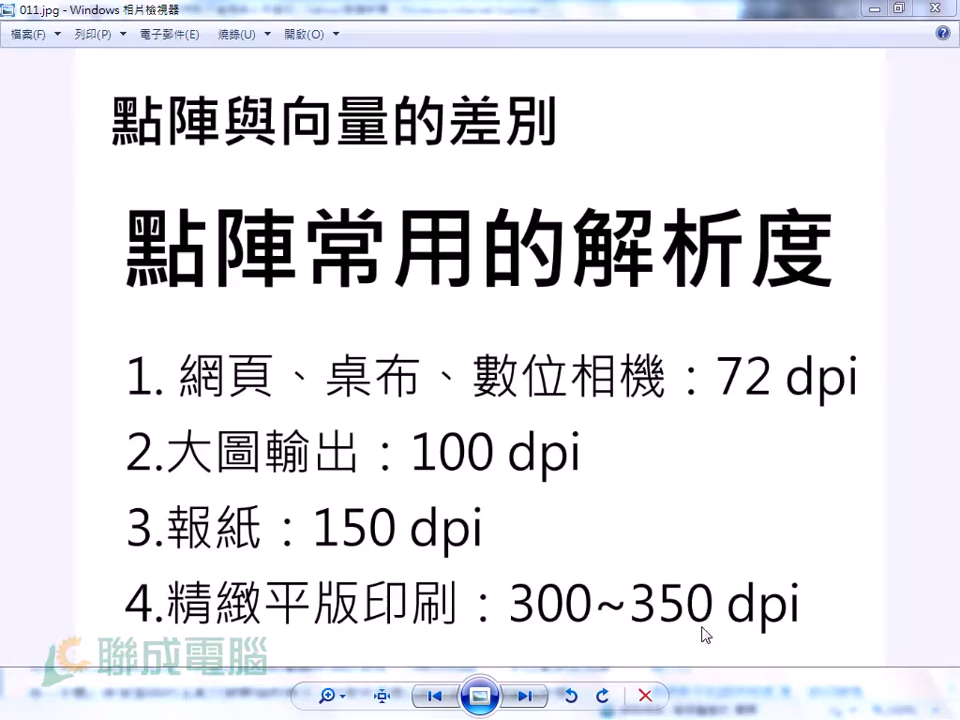 011.jpg - Windows 相片檢視器
檔案(F) 列印(P) 電子郵件(E) 燒錄(U) 開啟(O)
點陣與向量的差別
點陣常用的解析度
1. 網頁、桌布、數位相機：72 dpi
2.大圖輸出：100 dpi
3.報紙：150 dpi
4.精緻平版印刷：300~350 dpi
聯成電腦